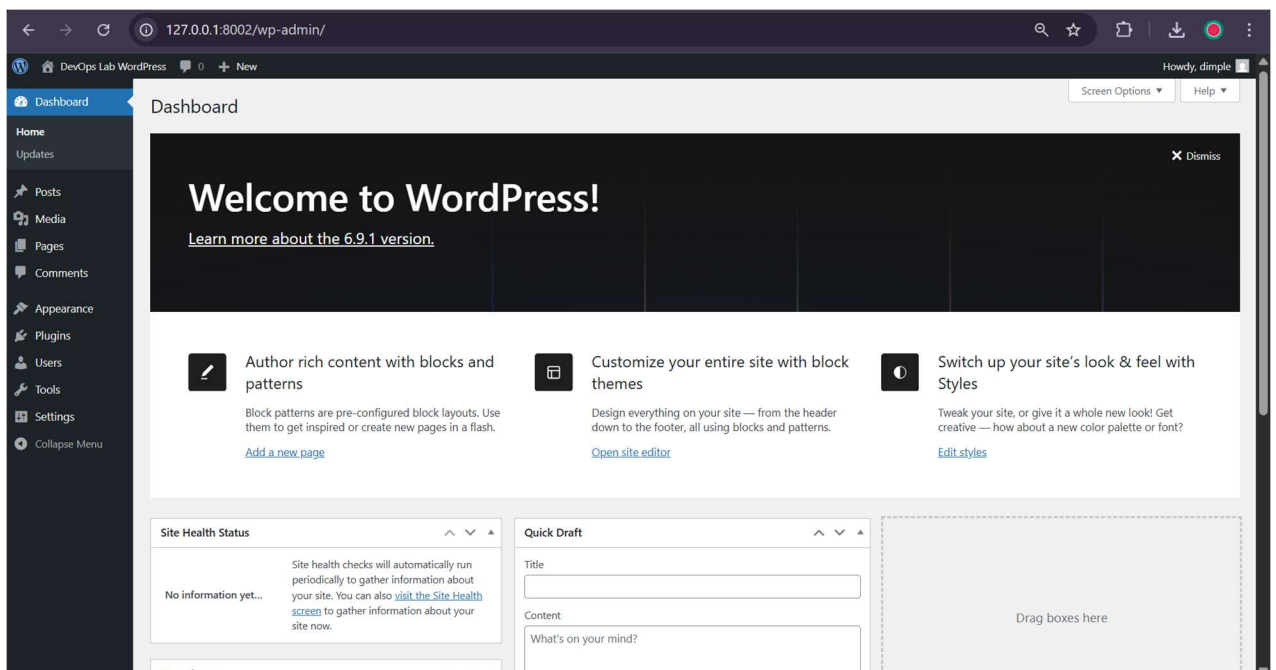 127.0.0.1:8002/wp-admin/
DevOps Lab WordPress 0 + New
Howdy, dimple
Dashboard
Home
Updates
Posts
Media
Pages
Comments
Appearance
Plugins
Users
Tools
Settings
Collapse Menu
Dashboard
Screen Options ▼
Help ▼
Dismiss
Welcome to WordPress!
Learn more about the 6.9.1 version.
Author rich content with blocks and
patterns
Block patterns are pre-configured block layouts. Use
them to get inspired or create new pages in a flash.
Add a new page
Customize your entire site with block
themes
Design everything on your site — from the header
down to the footer, all using blocks and patterns.
Open site editor
Switch up your site’s look & feel with
Styles
Tweak your site, or give it a whole new look! Get
creative — how about a new color palette or font?
Edit styles
Site Health Status
No information yet...
Site health checks will automatically run
periodically to gather information about
your site. You can also visit the Site Health
screen to gather information about your
site now.
Quick Draft
Title
Content
What's on your mind?
Drag boxes here